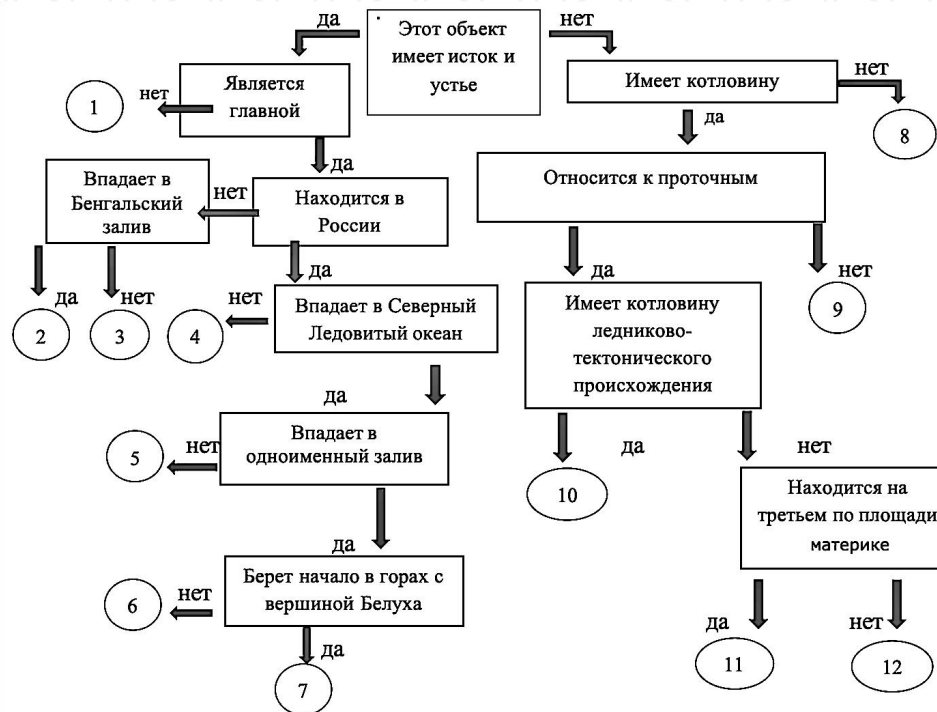 да
Этот объект
имеет исток и
устье
нет
Является
главной
нет
1
да
Имеет котловину
нет
8
да
Впадает в
Бенгальский
залив
нет
Находится в
России
Относится к проточным
да
2
нет
3
да
нет
4
Впадает в Северный
Ледовитый океан
да
Имеет котловину
ледниково-
тектонического
происхождения
нет
9
да
Впадает в
одноименный залив
нет
5
да
10
нет
Находится на
третьем по площади
материке
да
Берет начало в горах с
вершиной Белуха
нет
6
да
7
да
11
нет
12